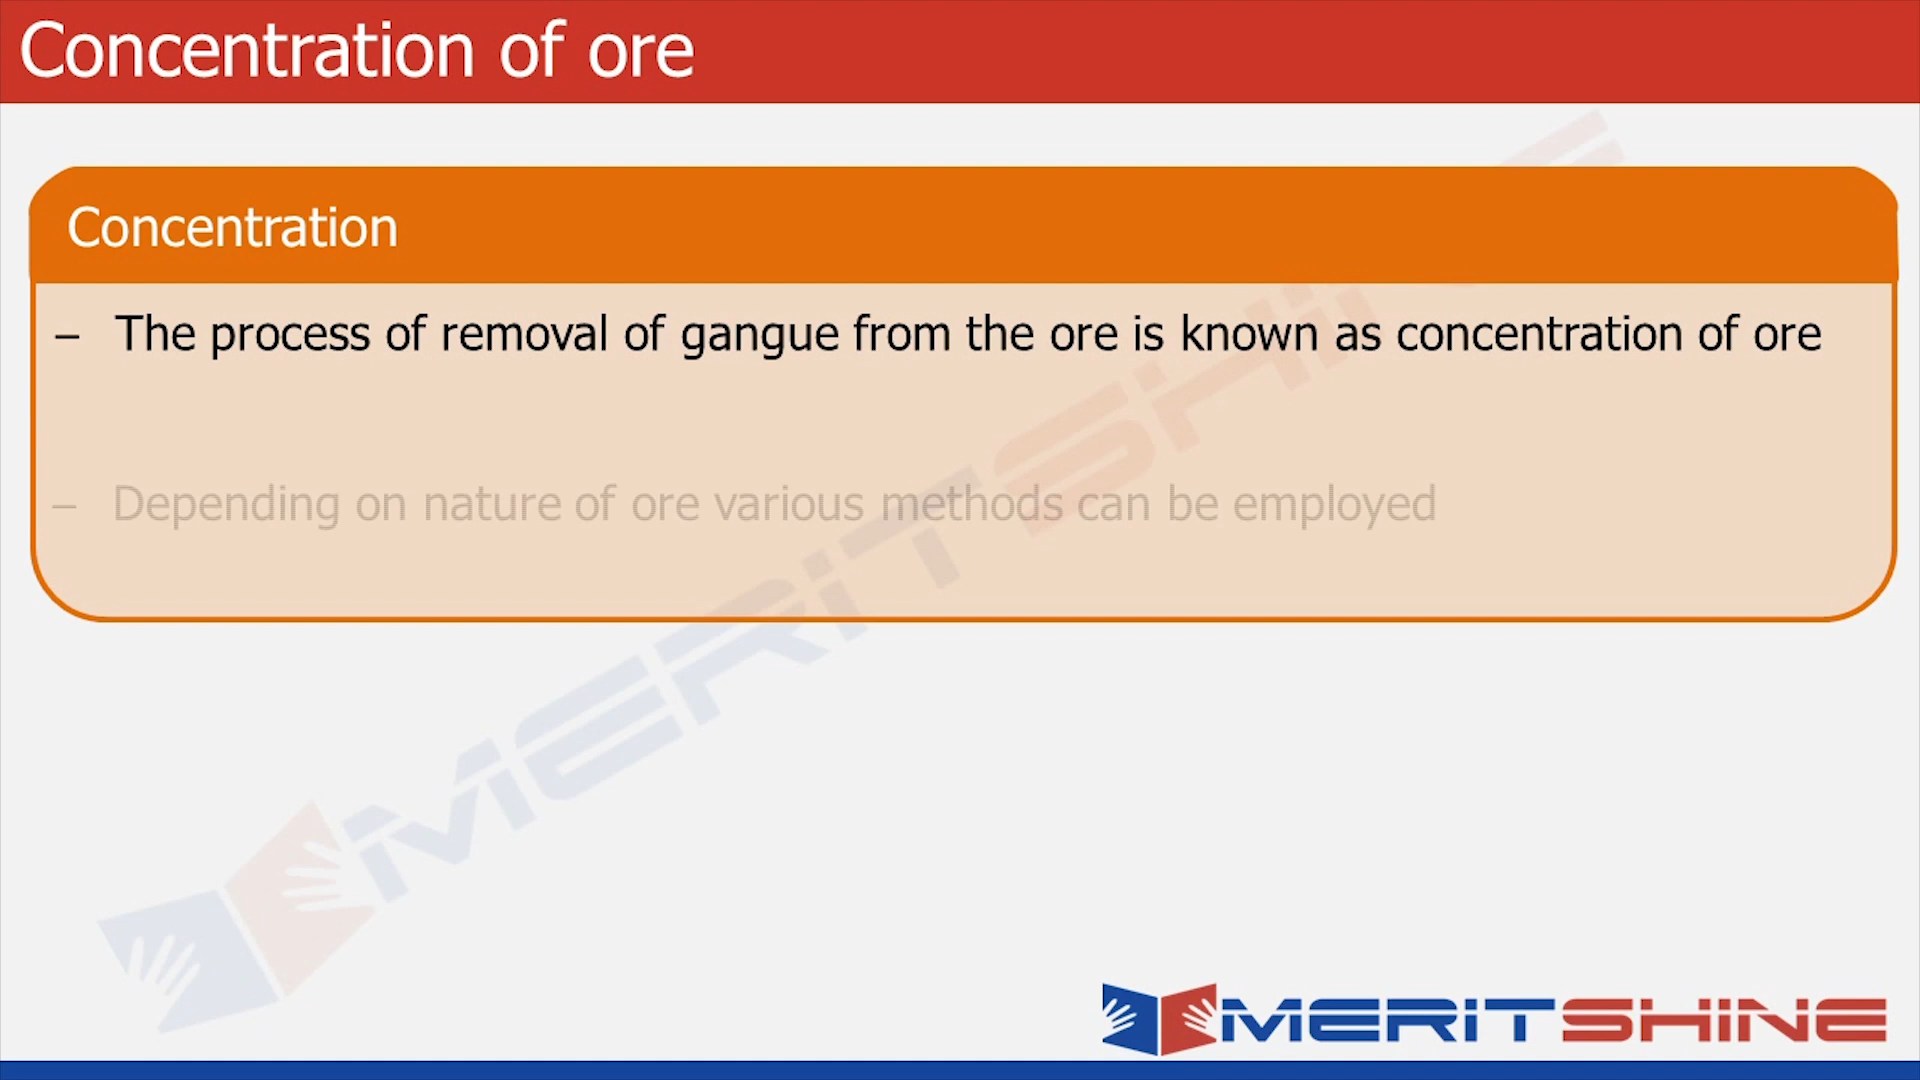 Concentration of ore
Concentration
– The process of removal of gangue from the ore is known as concentration of ore
– Depending on nature of ore various methods can be employed
MERITSHINE
MERITSHINE